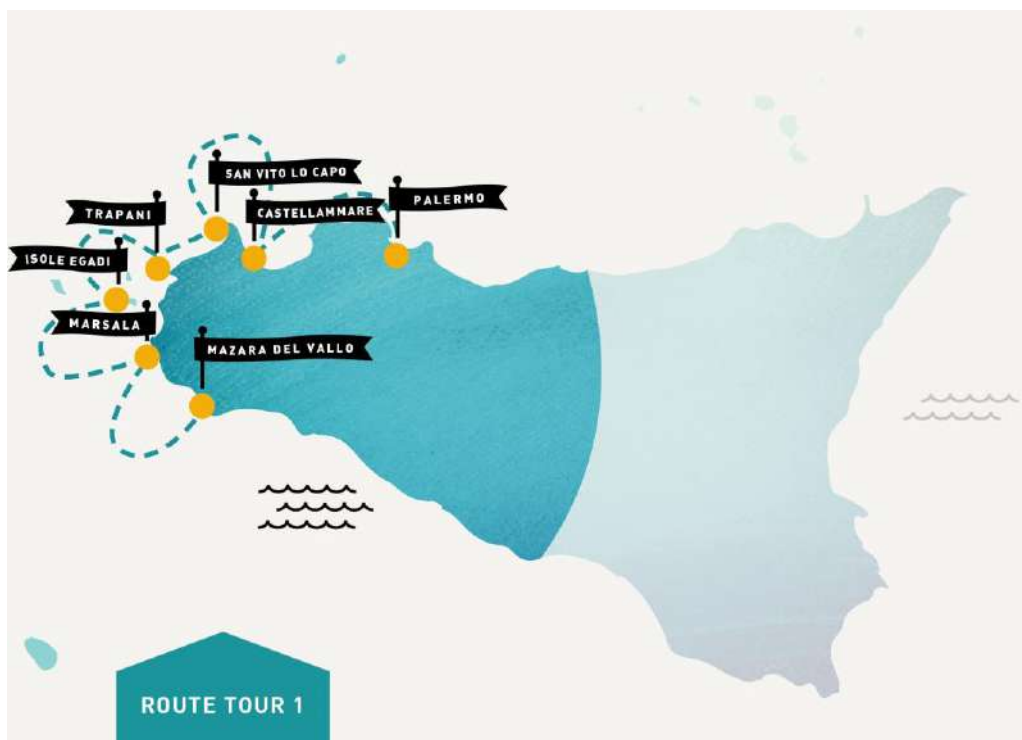 SAN VITO LO CAPO
PALERMO
TRAPANI
CASTELLAMMARE
ISOLE EGADI
MARSALA
MAZARA DEL VALLO
ROUTE TOUR 1